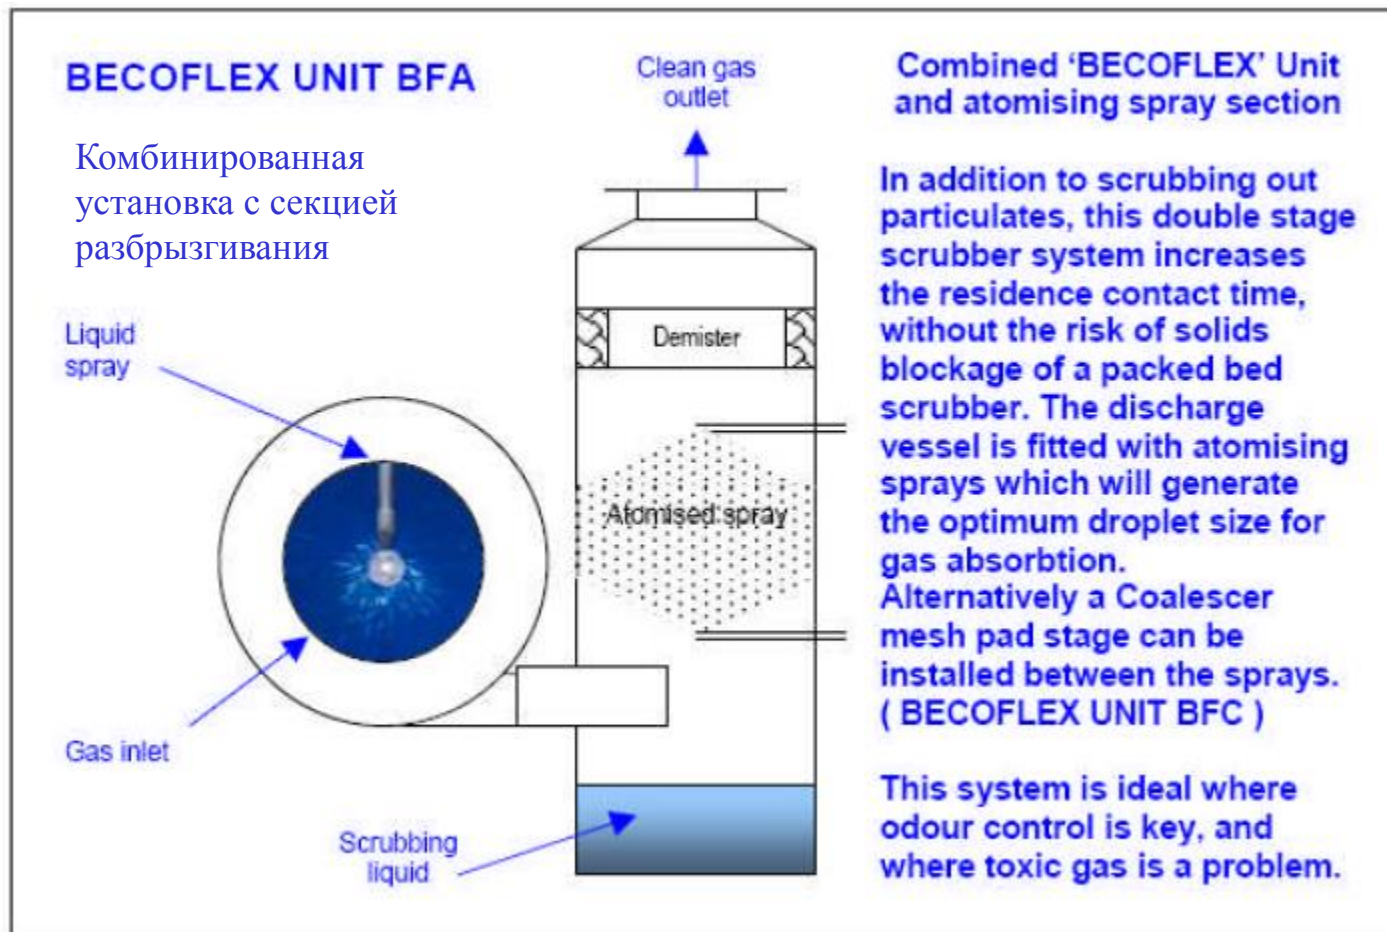 BECOFLEX UNIT BFA
Комбинированная
установка с секцией
разбрызгивания
Clean gas
outlet
Liquid
spray
Demister
Atomised spray
Gas inlet
Scrubbing
liquid
Combined ‘BECOFLEX’ Unit
and atomising spray section
In addition to scrubbing out
particulates, this double stage
scrubber system increases
the residence contact time,
without the risk of solids
blockage of a packed bed
scrubber. The discharge
vessel is fitted with atomising
sprays which will generate
the optimum droplet size for
gas absorbtion.
Alternatively a Coalescer
mesh pad stage can be
installed between the sprays.
( BECOFLEX UNIT BFC )
This system is ideal where
odour control is key, and
where toxic gas is a problem.